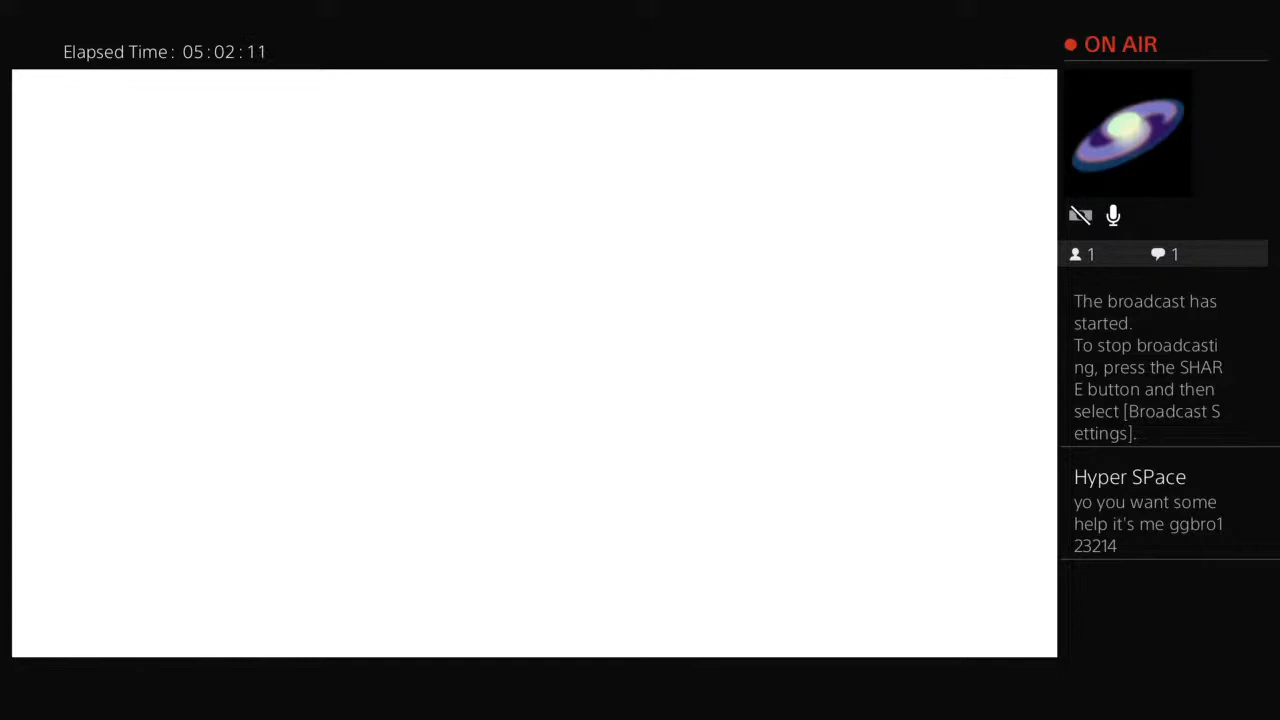 Elapsed Time: 05:02:11
ON AIR
1 1
The broadcast has
started.
To stop broadcasti
ng, press the SHAR
E button and then
select [Broadcast S
ettings].
Hyper SPace
yo you want some
help it's me ggbro1
23214